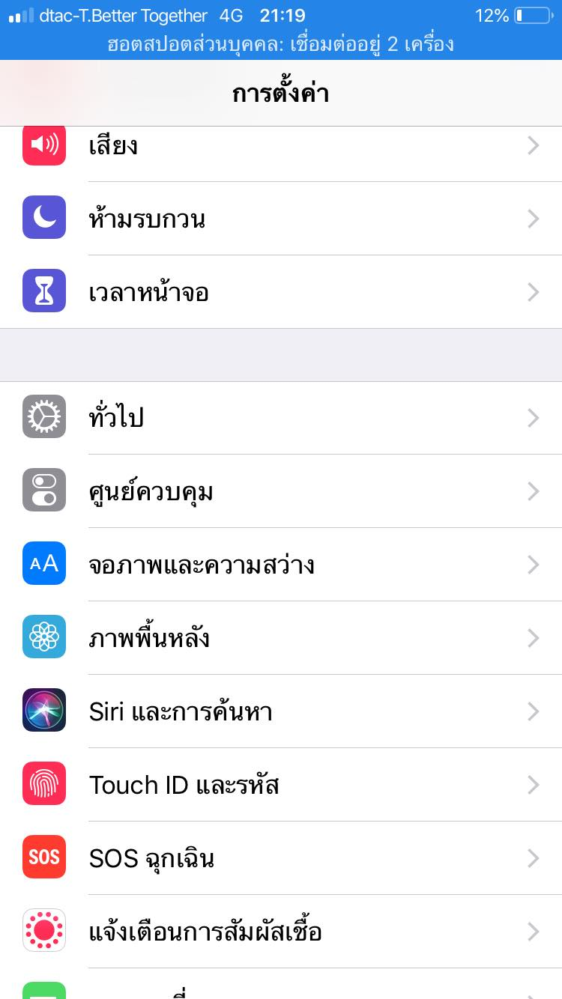 dtac-T.Better Together 4G 21:19 12%
ฮอตสปอตส่วนบุคคล: เชื่อมต่ออยู่ 2 เครื่อง
การตั้งค่า
เสียง
ห้ามรบกวน
เวลาหน้าจอ
ทั่วไป
ศูนย์ควบคุม
AA จอภาพและความสว่าง
ภาพพื้นหลัง
Siri และการค้นหา
Touch ID และรหัส
SOS SOS ฉุกเฉิน
แจ้งเตือนการสัมผัสเชื้อ